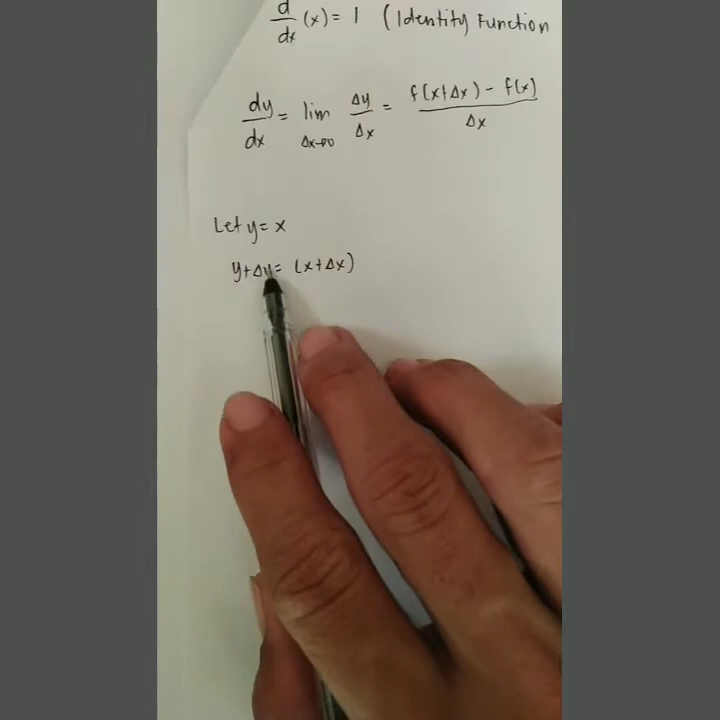 d/dx (x) = 1 (Identity Function
dy/dx = lim Δx→0 Δy/Δx = f(x+Δx) - f(x) / Δx
Let y = x
y+Δy = (x+Δx)